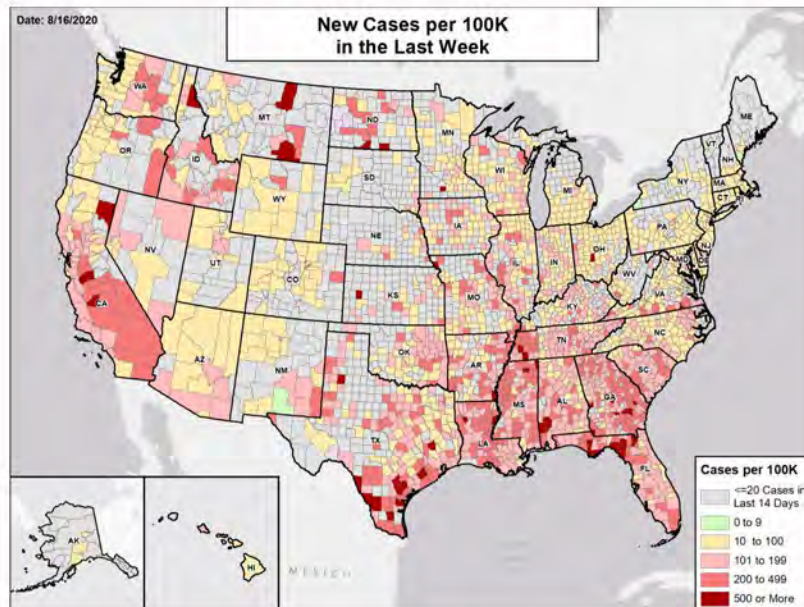 Date: 8/16/2020
New Cases per 100K
in the Last Week
WA
MT
ND
MN
ME
OR
ID
SD
WI
MI
VT
NH
NY
MA
CT
WY
NE
IA
PA
NJ
NV
UT
CO
IL
IN
OH
MD
DE
WV
CA
KS
MO
KY
VA
AZ
NM
OK
AR
TN
NC
SC
TX
LA
MS
AL
GA
FL
AK
HI
MEXICO
Cases per 100K
<=20 Cases in
Last 14 Days
0 to 9
10 to 100
101 to 199
200 to 499
500 or More